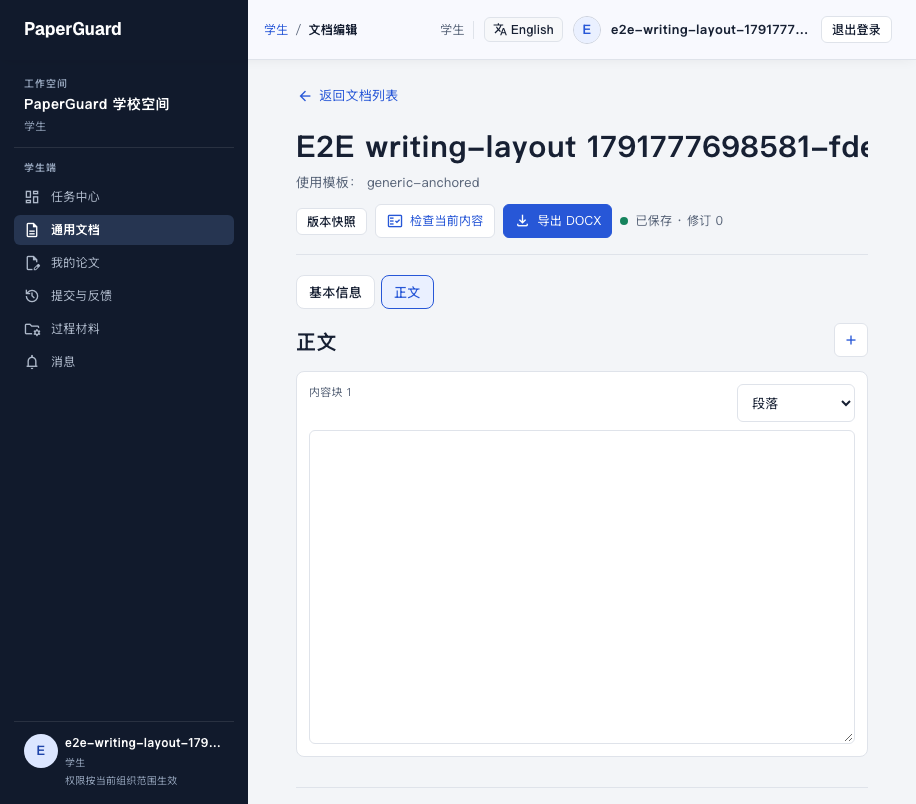 PaperGuard
工作空间
PaperGuard 学校空间
学生
学生端
任务中心
通用文档
我的论文
提交与反馈
过程材料
消息
E
e2e-writing-layout-179...
学生
权限按当前组织范围生效
学生 / 文档编辑
学生
English
E
e2e-writing-layout-1791777...
退出登录
返回文档列表
E2E writing-layout 1791777698581-fde
使用模板： generic-anchored
版本快照
检查当前内容
导出 DOCX
已保存 · 修订 0
基本信息
正文
正文
+
内容块 1
段落